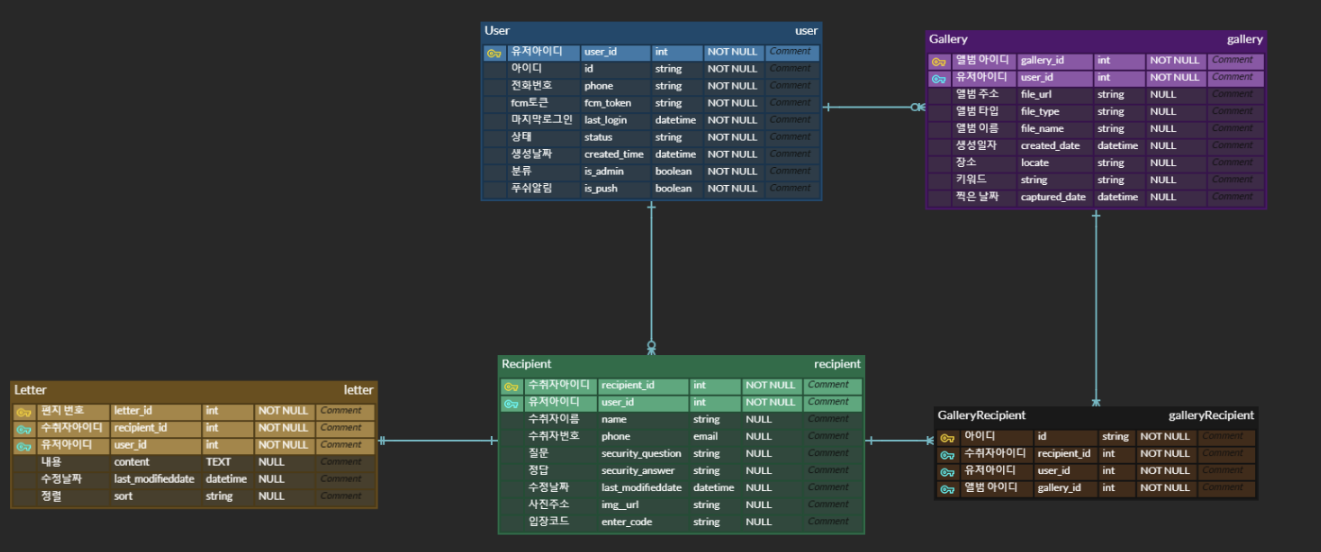 User user
유저아이디 user_id int NOT NULL Comment
아이디 id string NOT NULL Comment
전화번호 phone string NOT NULL Comment
fcm토큰 fcm_token string NOT NULL Comment
마지막로그인 last_login datetime NOT NULL Comment
상태 status string NOT NULL Comment
생성날짜 created_time datetime NOT NULL Comment
분류 is_admin boolean NOT NULL Comment
푸쉬알림 is_push boolean NOT NULL Comment
Gallery gallery
앨범 아이디 gallery_id int NOT NULL Comment
유저아이디 user_id int NOT NULL Comment
앨범 주소 file_url string NULL Comment
앨범 타입 file_type string NULL Comment
앨범 이름 file_name string NULL Comment
생성일자 created_date datetime NULL Comment
장소 locate string NULL Comment
키워드 string string NULL Comment
찍은 날짜 captured_date datetime NULL Comment
Letter letter
편지 번호 letter_id int NOT NULL Comment
수취자아이디 recipient_id int NOT NULL Comment
유저아이디 user_id int NOT NULL Comment
내용 content TEXT NULL Comment
수정날짜 last_modifieddate datetime NULL Comment
정렬 sort string NULL Comment
Recipient recipient
수취자아이디 recipient_id int NOT NULL Comment
유저아이디 user_id int NOT NULL Comment
수취자이름 name string NULL Comment
수취자번호 phone email NULL Comment
질문 security_question string NULL Comment
정답 security_answer string NULL Comment
수정날짜 last_modifieddate datetime NULL Comment
사진주소 img_url string NULL Comment
입장코드 enter_code string NULL Comment
GalleryRecipient galleryRecipient
아이디 id string NOT NULL Comment
수취자아이디 recipient_id int NOT NULL Comment
유저아이디 user_id int NOT NULL Comment
앨범 아이디 gallery_id int NOT NULL Comment